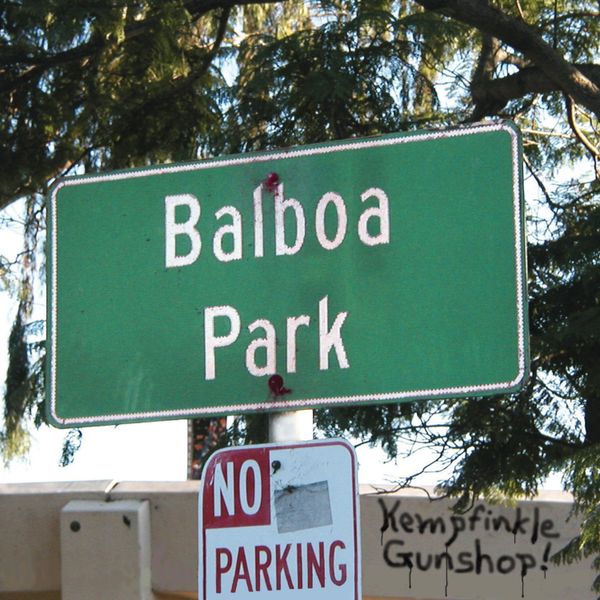 Balboa
Park
NO
PARKING
Kempfinkle
Gunshop!